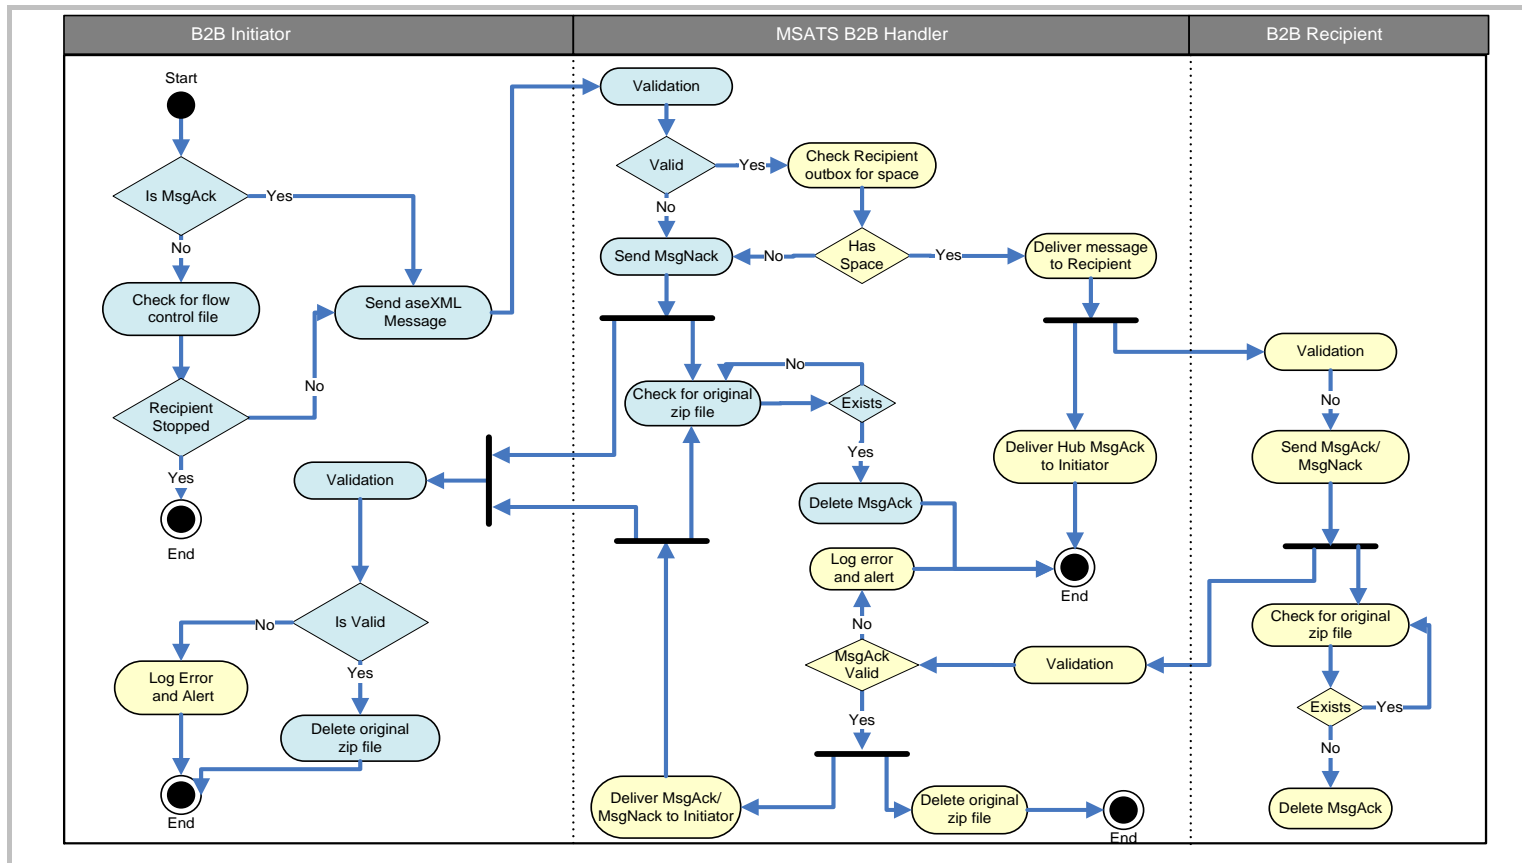 B2B Initiator
MSATS B2B Handler
B2B Recipient
Start
Is MsgAck
Yes
No
Check for flow
control file
Send aseXML
Message
No
Recipient
Stopped
Yes
End
Validation
Is Valid
No
Yes
Log Error
and Alert
Delete original
zip file
End
Validation
Valid
Yes
No
Check Recipient
outbox for space
Send MsgNack
No
Has
Space
Yes
Deliver message
to Recipient
Check for original
zip file
No
Exists
Yes
Delete MsgAck
Deliver Hub MsgAck
to Initiator
Log error
and alert
End
No
MsgAck
Valid
Validation
Yes
Deliver MsgAck/
MsgNack to Initiator
Delete original
zip file
End
Validation
No
Send MsgAck/
MsgNack
Check for original
zip file
Exists
Yes
No
Delete MsgAck